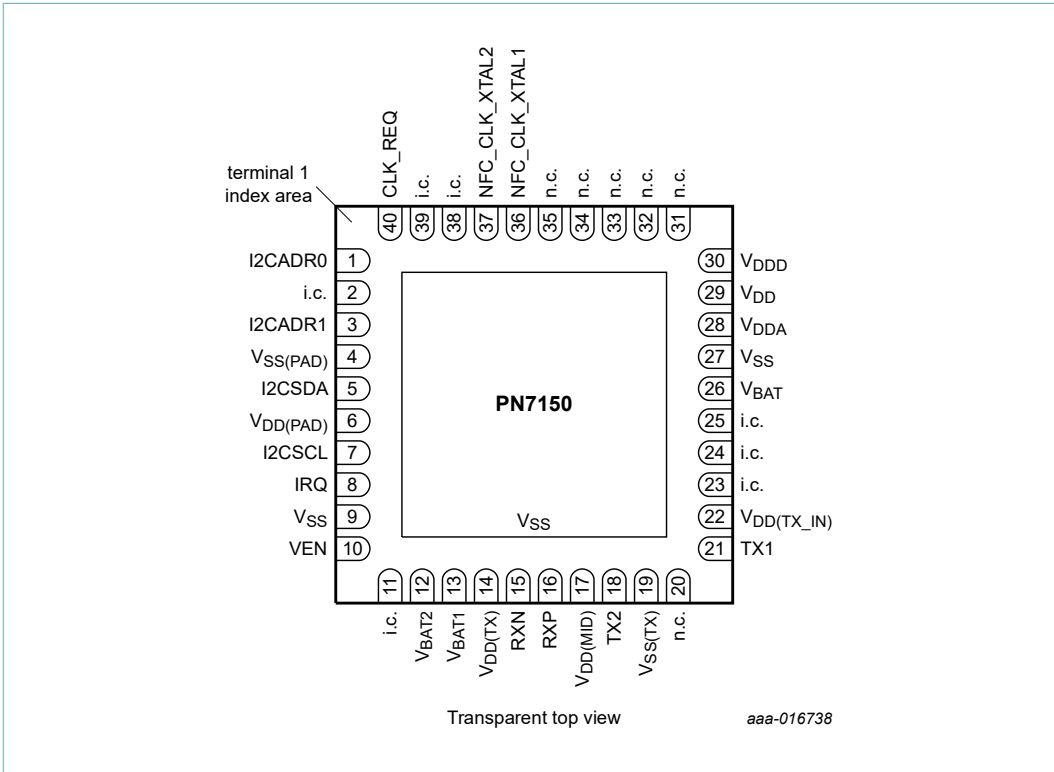 CLK_REQ
i.c.
i.c.
NFC_CLK_XTAL2
NFC_CLK_XTAL1
n.c.
n.c.
n.c.
n.c.
n.c.
terminal 1
index area
40
39
38
37
36
35
34
33
32
31
I2CADR0 1
i.c. 2
I2CADR1 3
VSS(PAD) 4
I2CSDA 5
VDD(PAD) 6
I2CSCL 7
IRQ 8
VSS 9
VEN 10
30 VDDD
29 VDD
28 VDDA
27 VSS
26 VBAT
25 i.c.
24 i.c.
23 i.c.
22 VDD(TX_IN)
21 TX1
PN7150
VSS
11
12
13
14
15
16
17
18
19
20
i.c.
VBAT2
VBAT1
VDD(TX)
RXN
RXP
VDD(MID)
TX2
VSS(TX)
n.c.
Transparent top view
aaa-016738